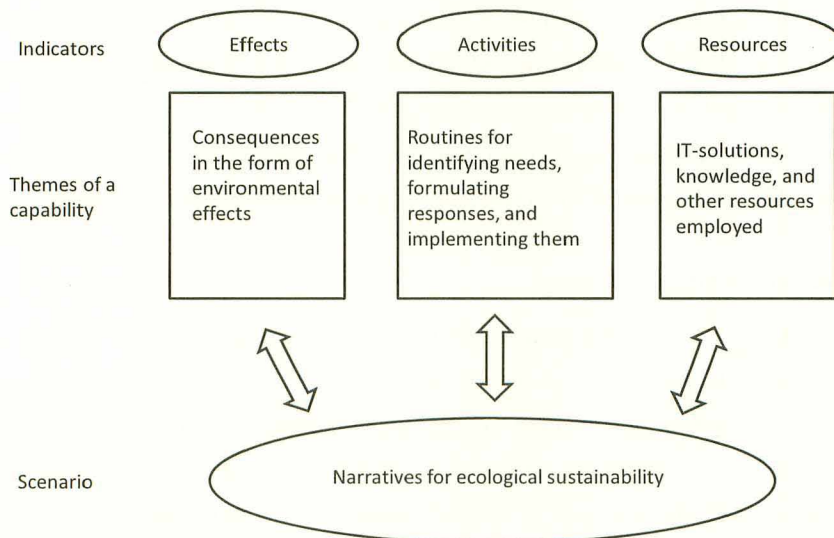 Indicators
Effects
Activities
Resources
Themes of a
capability
Consequences
in the form of
environmental
effects
Routines for
identifying needs,
formulating
responses, and
implementing them
IT-solutions,
knowledge, and
other resources
employed
Scenario
Narratives for ecological sustainability